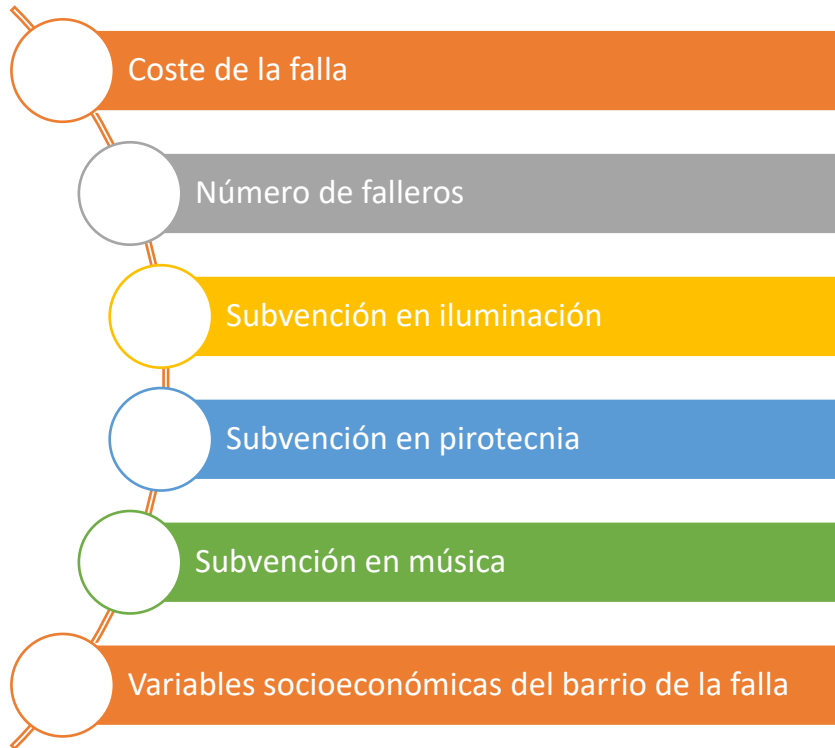 Coste de la falla
Número de falleros
Subvención en iluminación
Subvención en pirotecnia
Subvención en música
Variables socioeconómicas del barrio de la falla